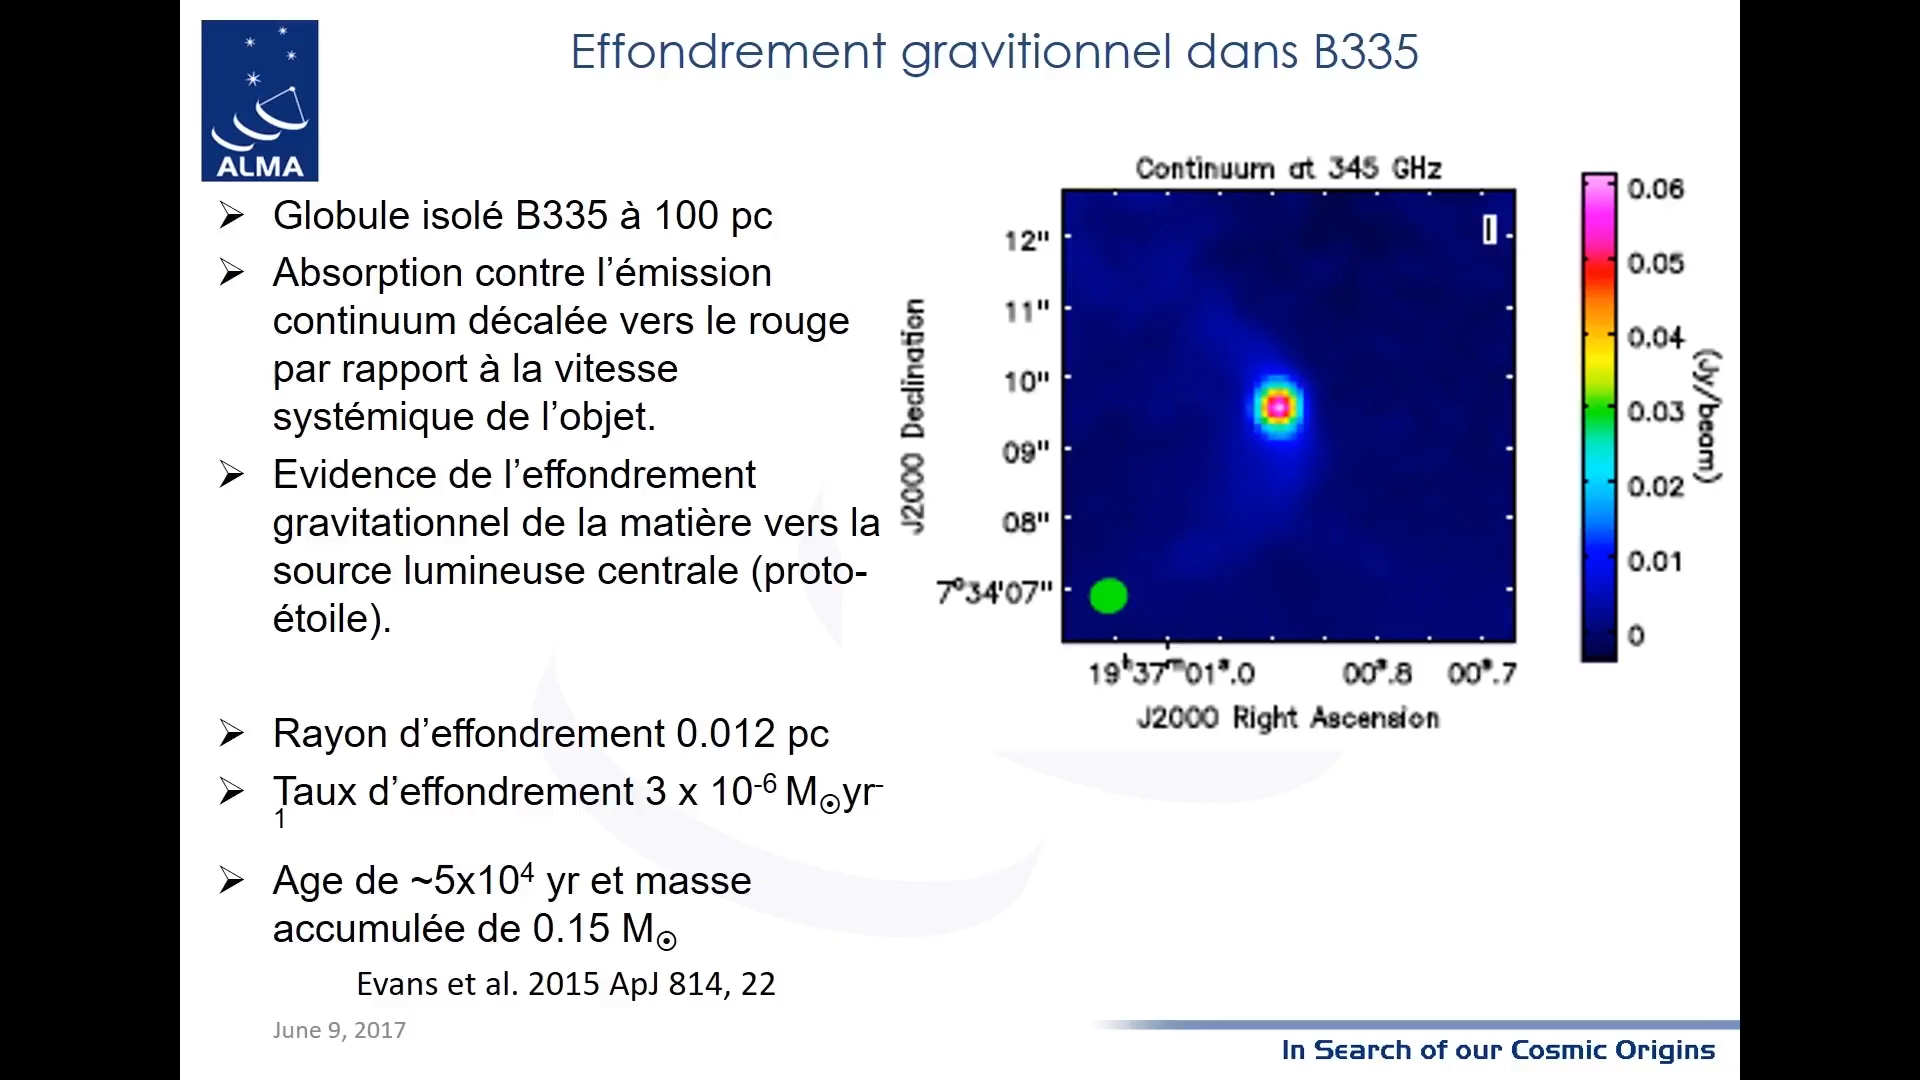 Effondrement gravitionnel dans B335
ALMA
➢ Globule isolé B335 à 100 pc
➢ Absorption contre l’émission
continuum décalée vers le rouge
par rapport à la vitesse
systémique de l’objet.
➢ Evidence de l’effondrement
gravitationnel de la matière vers la
source lumineuse centrale (proto-
étoile).
➢ Rayon d’effondrement 0.012 pc
➢ Taux d’effondrement 3 x 10⁻⁶ M⊙yr⁻
¹
➢ Age de ~5x10⁴ yr et masse
accumulée de 0.15 M⊙
Evans et al. 2015 ApJ 814, 22
June 9, 2017
Continuum at 345 GHz
I
J2000 Declination
12"
11"
10"
09"
08"
7°34'07"
19ʰ37ᵐ01ˢ.0 00ˢ.8 00ˢ.7
J2000 Right Ascension
0.06
0.05
0.04
0.03
0.02
0.01
0
(Jy/beam)
In Search of our Cosmic Origins